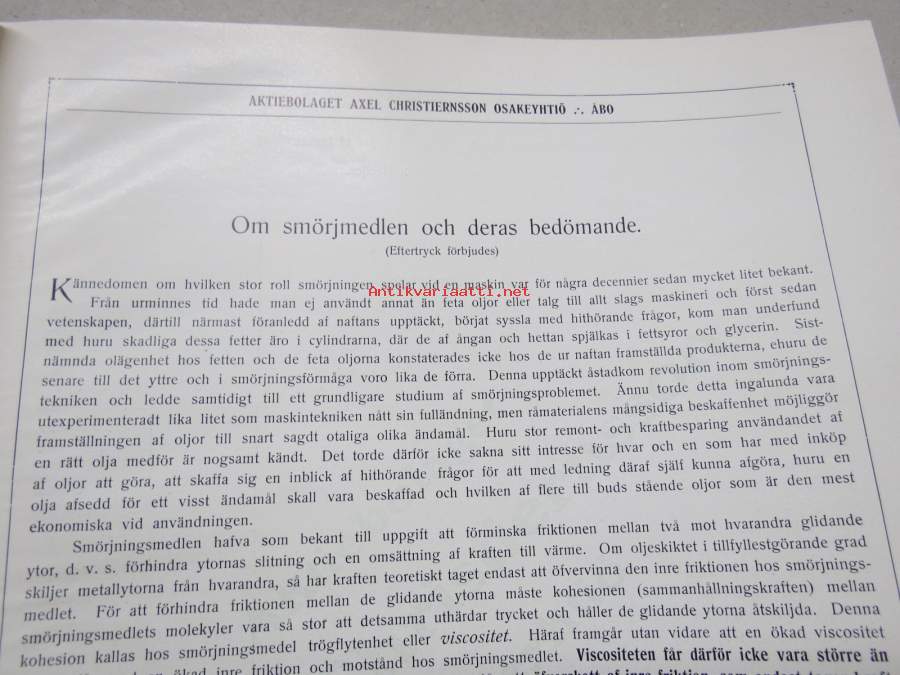 AKTIEBOLAGET AXEL CHRISTIERNSSON OSAKEYHTIÖ ∴ ÅBO
Om smörjmedlen och deras bedömande.
(Eftertryck förbjudes)
Kännedomen om hvilken stor roll smörjningen spelar vid en maskin var för några decennier sedan mycket litet bekant.
Antikvariaatti.net
Från urminnes tid hade man ej användt annat än feta oljor eller talg till allt slags maskineri och först sedan
vetenskapen, därtill närmast föranledd af naftans upptäckt, börjat syssla med hithörande frågor, kom man underfund
med huru skadliga dessa fetter äro i cylindrarna, där de af ångan och hettan spjälkas i fettsyror och glycerin. Sist-
nämnda olägenhet hos fetten och de feta oljorna konstaterades icke hos de ur naftan framställda produkterna, ehuru de
senare till det yttre och i smörjningsförmåga voro lika de förra. Denna upptäckt åstadkom revolution inom smörjnings-
tekniken och ledde samtidigt till ett grundligare studium af smörjningsproblemet. Ännu torde detta ingalunda vara
utexperimenteradt lika litet som maskintekniken nått sin fulländning, men råmaterialens mångsidiga beskaffenhet möjliggör
framställningen af oljor till snart sagdt otaliga olika ändamål. Huru stor remont- och kraftbesparing användandet af
en rätt olja medför är nogsamt kändt. Det torde därför icke sakna sitt intresse för hvar och en som har med inköp
af oljor att göra, att skaffa sig en inblick af hithörande frågor för att med ledning däraf själf kunna afgöra, huru en
olja afsedd för ett visst ändamål skall vara beskaffad och hvilken af flere till buds stående oljor som är den mest
ekonomiska vid användningen.
Smörjningsmedlen hafva som bekant till uppgift att förminska friktionen mellan två mot hvarandra glidande
ytor, d. v. s. förhindra ytornas slitning och en omsättning af kraften till värme. Om oljeskiktet i tillfyllestgörande grad
skiljer metallytorna från hvarandra, så har kraften teoretiskt taget endast att öfvervinna den inre friktionen hos smörjnings-
medlet. För att förhindra friktionen mellan de glidande ytorna måste kohesionen (sammanhållningskraften) mellan
smörjningsmedlets molekyler vara så stor att detsamma uthärdar trycket och håller de glidande ytorna åtskiljda. Denna
kohesion kallas hos smörjningsmedel trögflytenhet eller viscositet. Häraf framgår utan vidare att en ökad viscositet
ökad inre friktion och motstånd hos smörjningsmedlet. Viscositeten får därför icke vara större än